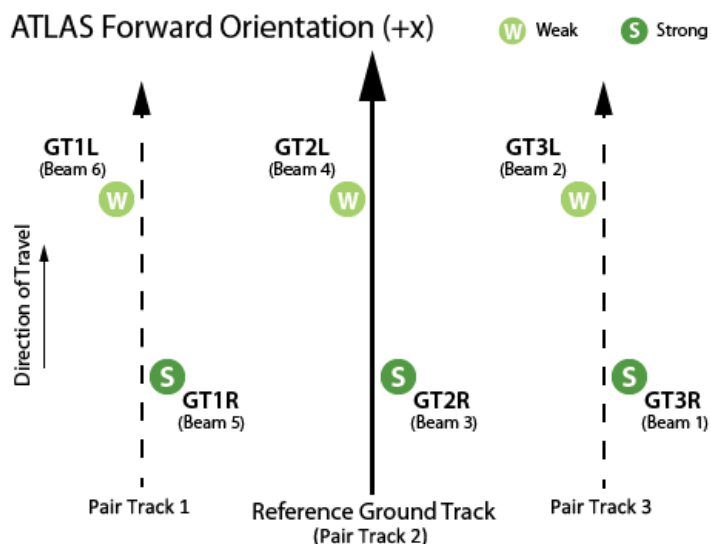 ATLAS Forward Orientation (+x)
W Weak
S Strong
GT1L
(Beam 6)
W
GT2L
(Beam 4)
W
GT3L
(Beam 2)
W
Direction of Travel
S
GT1R
(Beam 5)
S
GT2R
(Beam 3)
S
GT3R
(Beam 1)
Pair Track 1
Reference Ground Track
(Pair Track 2)
Pair Track 3